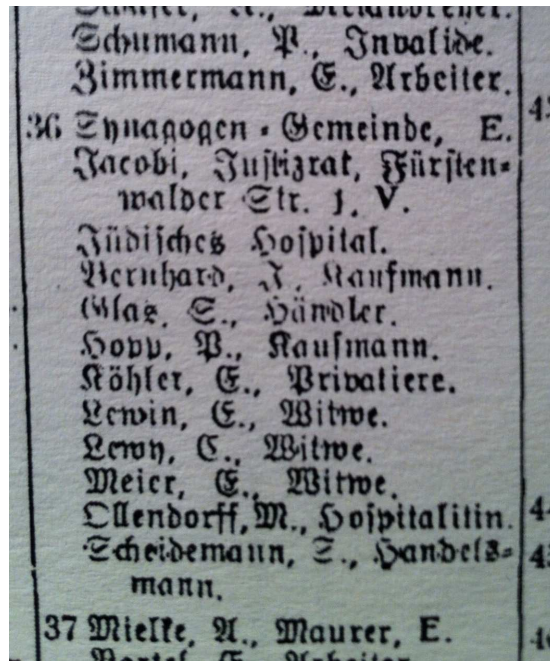 Schumann, P., Invalide.
Zimmermann, E., Arbeiter.
36 Synagogen-Gemeinde, E.
Jacobi, Justizrat, Fürsten-
walder Str. 1. V.
Jüdisches Hospital.
Bernhard, J. Kaufmann.
Glas, S., Händler.
Hopp, P., Kaufmann.
Köhler, E., Privatiere.
Lewin, E., Witwe.
Lewy, C., Witwe.
Meier, E., Witwe.
Ollendorff, M., Hospitalitin.
Scheidemann, S., Handels-
mann.
37 Mielke, A., Maurer, E.